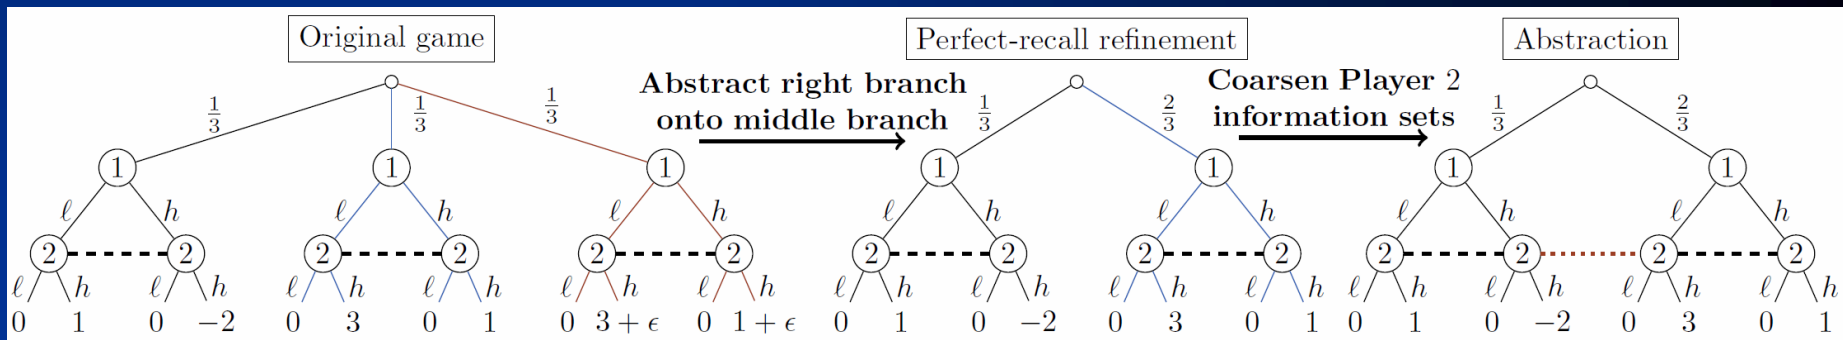 Original game
Perfect-recall refinement
Abstraction
Abstract right branch
onto middle branch
Coarsen Player 2
information sets
1/3 1/3 1/3 1/3 2/3 1/3 2/3
1 1 1 1 1 1 1
ℓ h ℓ h ℓ h ℓ h ℓ h ℓ h ℓ h
2 2 2 2 2 2 2 2 2 2 2 2 2 2
ℓ h ℓ h ℓ h ℓ h ℓ h ℓ h ℓ h ℓ h ℓ h ℓ h ℓ h ℓ h ℓ h ℓ h
0 1 0 −2 0 3 0 1 0 3 + ϵ 0 1 + ϵ 0 1 0 −2 0 3 0 1 0 1 0 −2 0 3 0 1